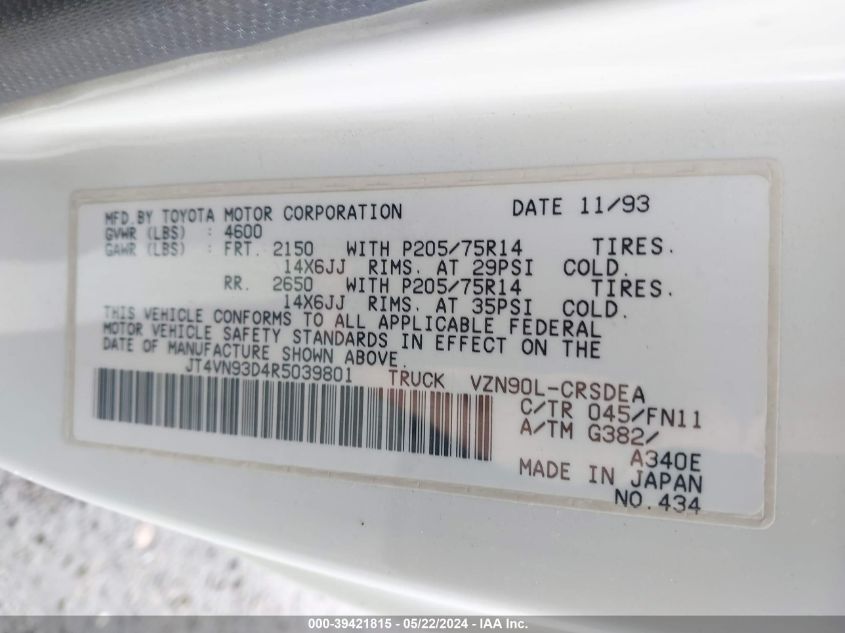 MFD.BY TOYOTA MOTOR CORPORATION DATE 11/93
GVWR (LBS) : 4600
GAWR (LBS) : FRT. 2150 WITH P205/75R14 TIRES.
14X6JJ RIMS. AT 29PSI COLD.
RR. 2650 WITH P205/75R14 TIRES.
14X6JJ RIMS. AT 35PSI COLD.
THIS VEHICLE CONFORMS TO ALL APPLICABLE FEDERAL
MOTOR VEHICLE SAFETY STANDARDS IN EFFECT ON THE
DATE OF MANUFACTURE SHOWN ABOVE.
JT4VN93D4R5039801 TRUCK VZN90L-CRSDEA
C/TR 045/FN11
A/TM G382/
A340E
MADE IN JAPAN
NO.434
000-39421815 - 05/22/2024 - IAA Inc.